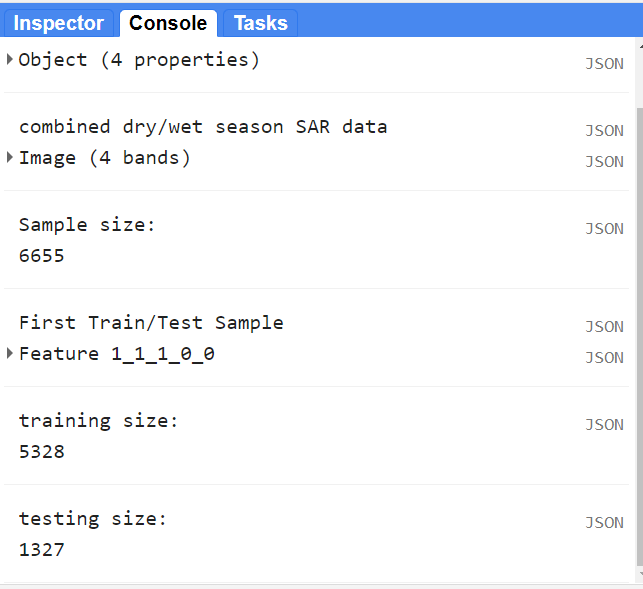 Inspector Console Tasks
Object (4 properties) JSON
combined dry/wet season SAR data JSON
Image (4 bands) JSON
Sample size: JSON
6655
First Train/Test Sample JSON
Feature 1_1_1_0_0 JSON
training size: JSON
5328
testing size: JSON
1327